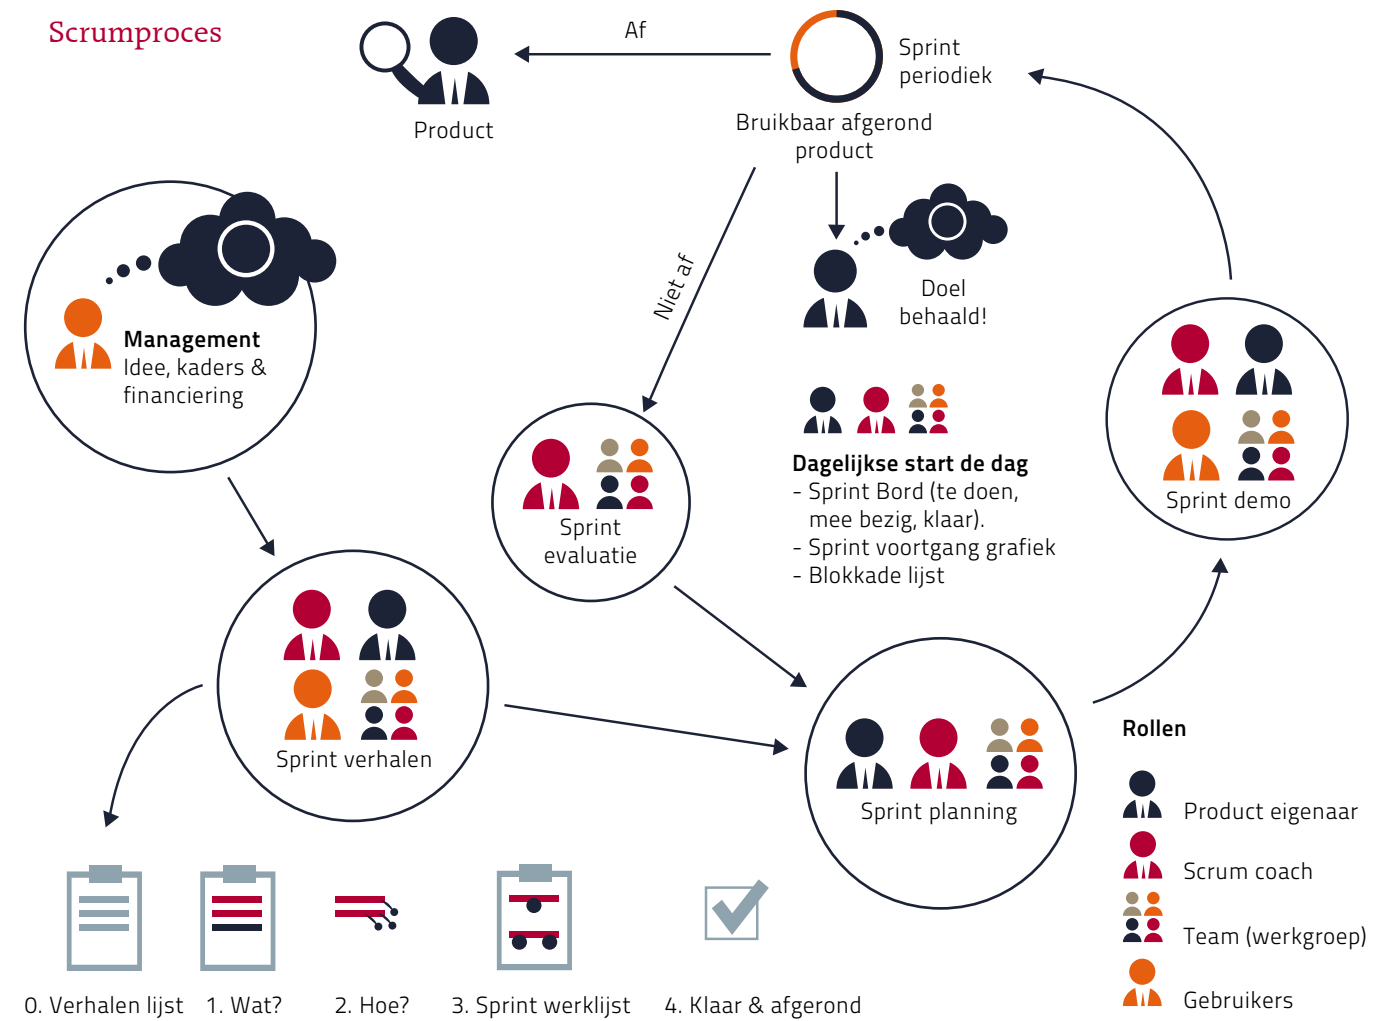 Scrumproces
Af
Sprint
periodiek
Product
Bruikbaar afgerond
product
Niet af
Doel
behaald!
Management
Idee, kaders &
financiering
Dagelijkse start de dag
- Sprint Bord (te doen,
mee bezig, klaar).
- Sprint voortgang grafiek
- Blokkade lijst
Sprint demo
Sprint
evaluatie
Sprint verhalen
Sprint planning
Rollen
Product eigenaar
Scrum coach
Team (werkgroep)
Gebruikers
0. Verhalen lijst
1. Wat?
2. Hoe?
3. Sprint werklijst
4. Klaar & afgerond